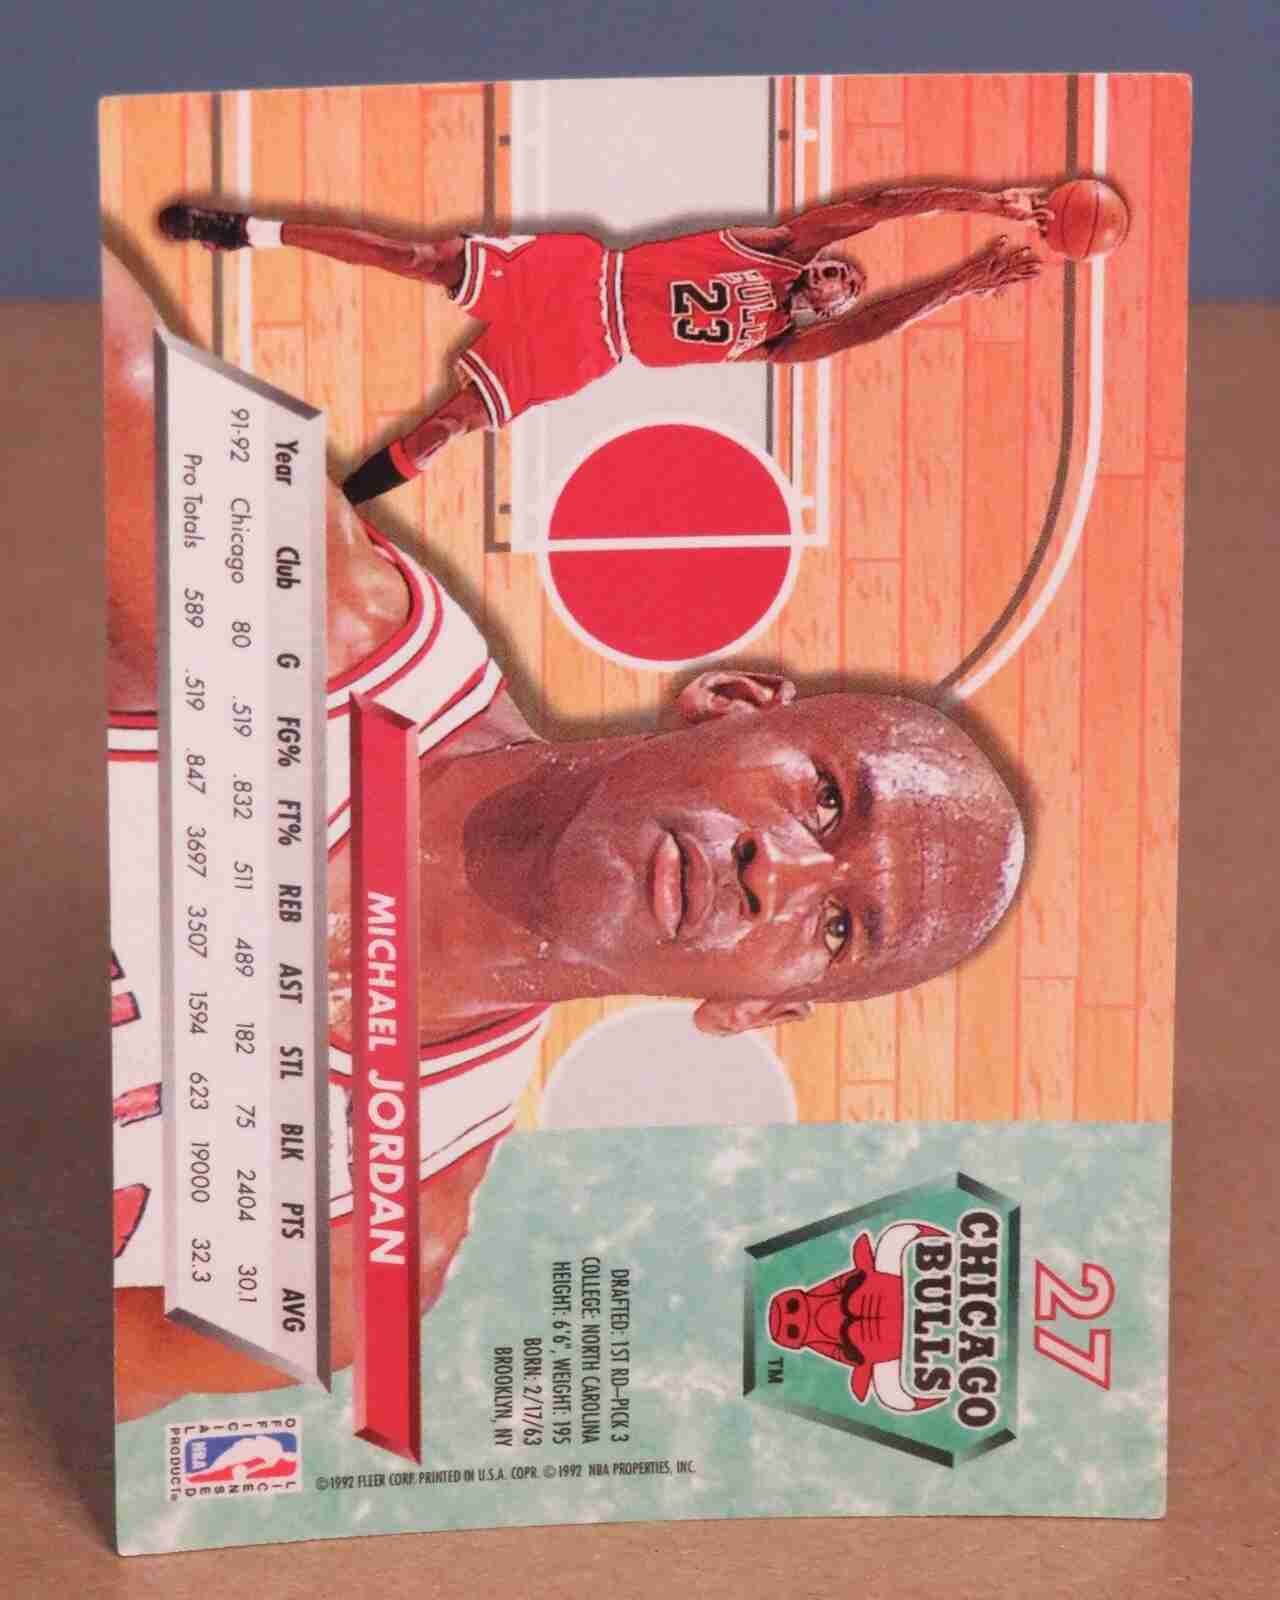 27
CHICAGO
BULLS
TM
DRAFTED: 1ST RD–PICK 3
COLLEGE: NORTH CAROLINA
HEIGHT: 6'6", WEIGHT: 195
BORN: 2/17/63
BROOKLYN, NY
BULLS
23
MICHAEL JORDAN
Year Club G FG% FT% REB AST STL BLK PTS AVG
91-92 Chicago 80 .519 .832 511 489 182 75 2404 30.1
Pro Totals 589 .519 .847 3697 3507 1594 623 19000 32.3
©1992 FLEER CORP. PRINTED IN U.S.A. COPR. ©1992 NBA PROPERTIES, INC.
OFFICIAL
LICENSED
NBA
PRODUCT®